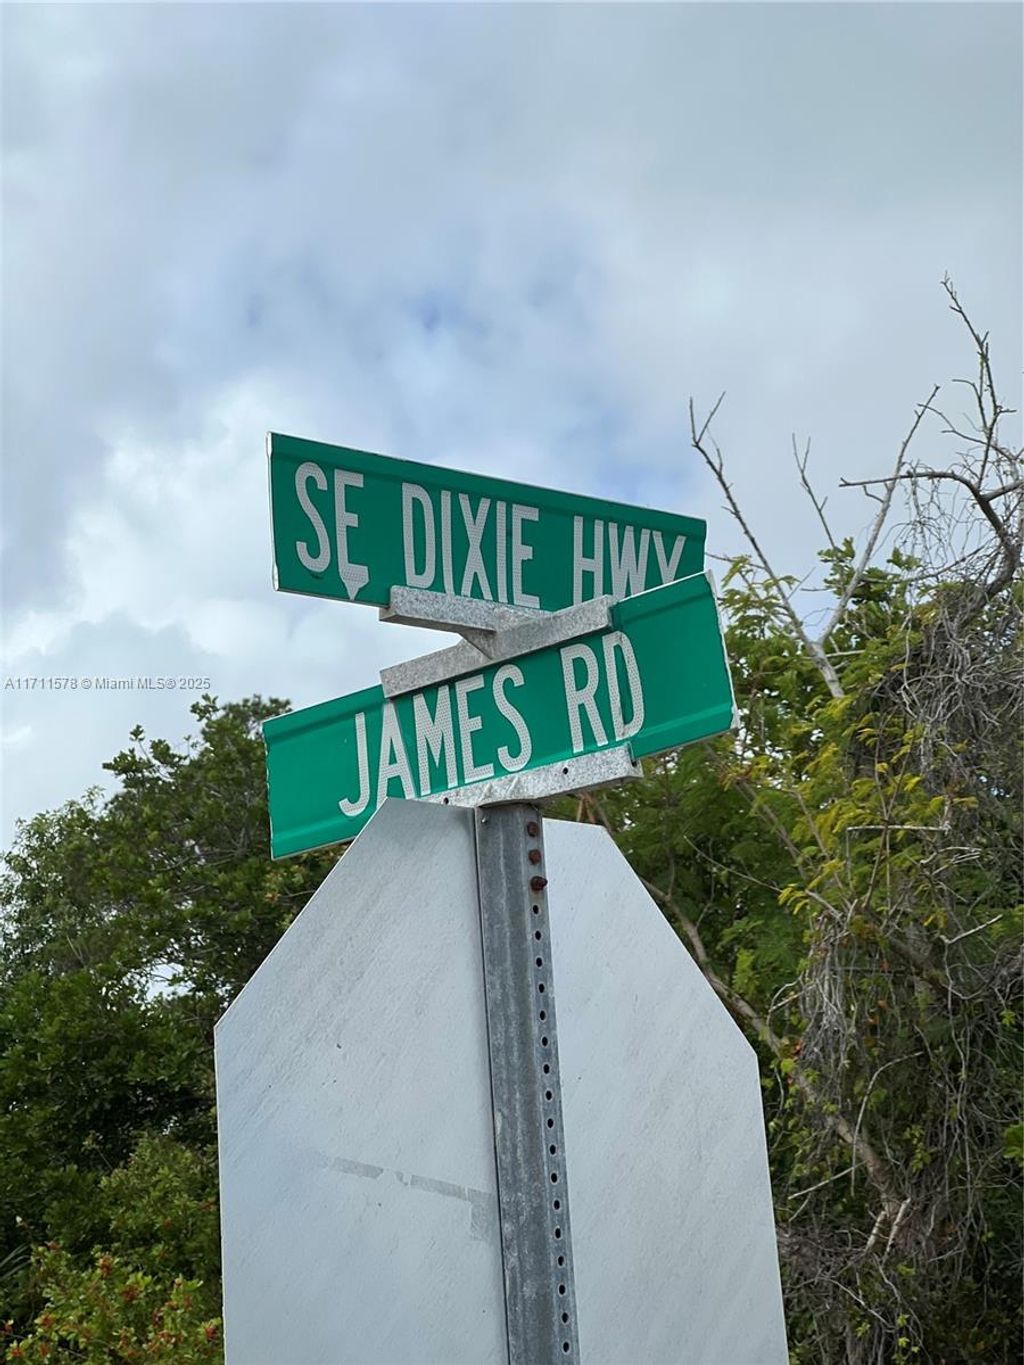 SE DIXIE HWY
JAMES RD
A11711578 © Miami MLS® 2025